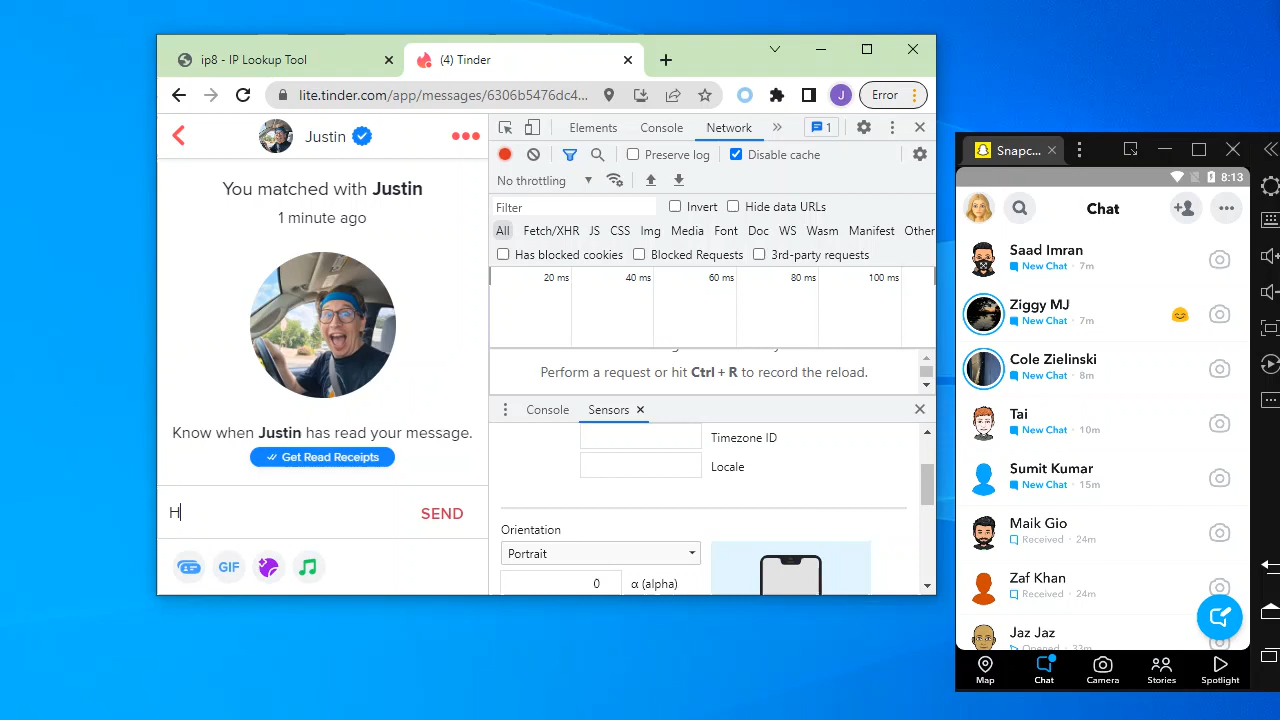 ip8 - IP Lookup Tool
(4) Tinder
lite.tinder.com/app/messages/6306b5476dc4...
J
Error
Justin
You matched with Justin
1 minute ago
Know when Justin has read your message.
Get Read Receipts
H
SEND
GIF
Elements
Console
Network
1
Preserve log
Disable cache
No throttling
Filter
Invert
Hide data URLs
All
Fetch/XHR
JS
CSS
Img
Media
Font
Doc
WS
Wasm
Manifest
Other
Has blocked cookies
Blocked Requests
3rd-party requests
20 ms
40 ms
60 ms
80 ms
100 ms
Perform a request or hit Ctrl + R to record the reload.
Console
Sensors
Timezone ID
Locale
Orientation
Portrait
0
α (alpha)
Snapc...
8:13
Chat
Saad Imran
New Chat · 7m
Ziggy MJ
New Chat · 7m
Cole Zielinski
New Chat · 8m
Tai
New Chat · 10m
Sumit Kumar
New Chat · 15m
Maik Gio
Received · 24m
Zaf Khan
Received · 24m
Jaz Jaz
Opened · 33m
Map
Chat
Camera
Stories
Spotlight